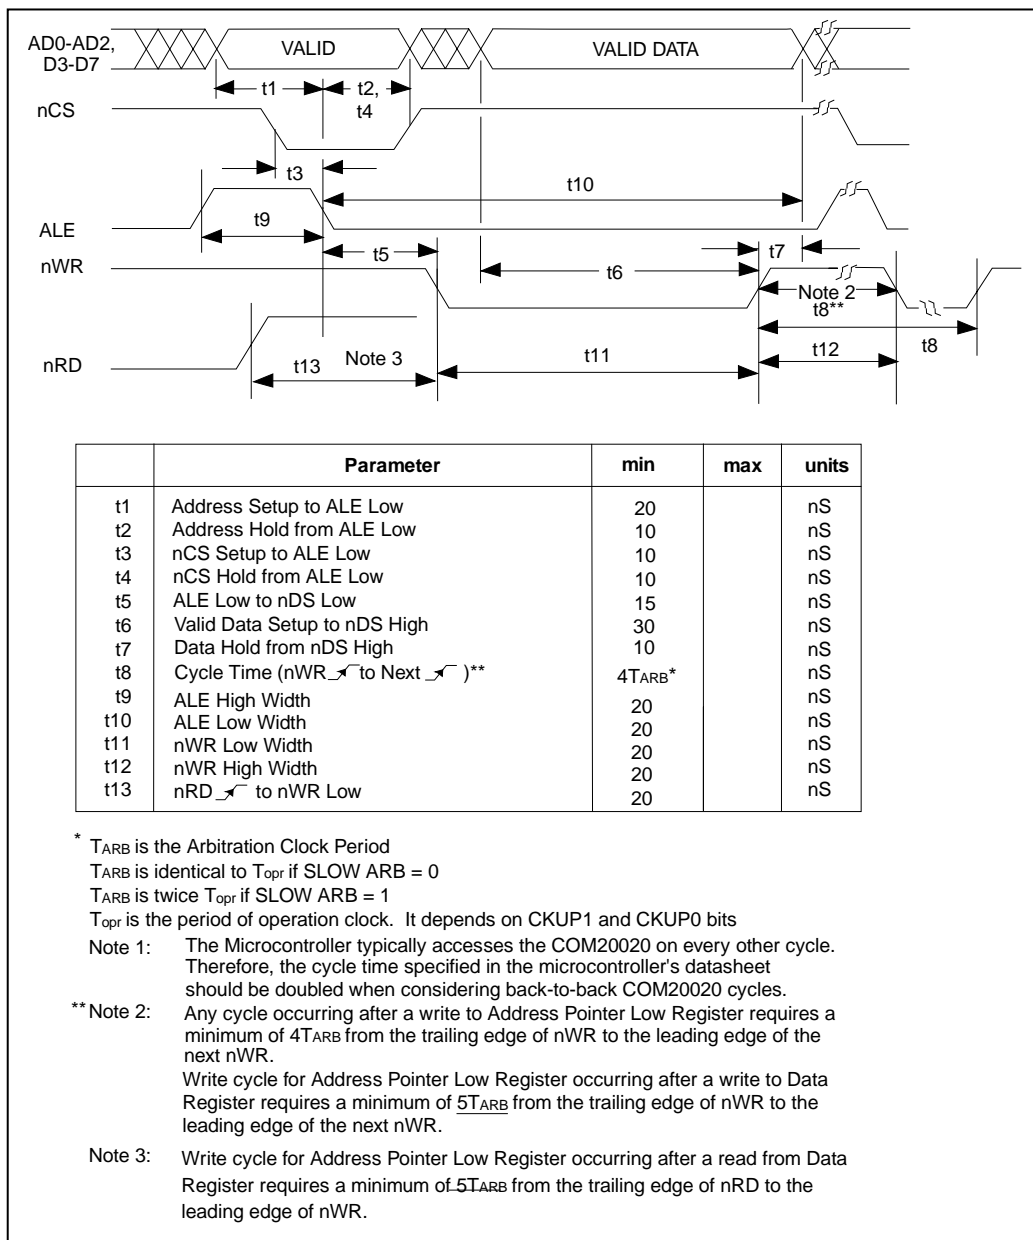 AD0-AD2,
D3-D7
VALID
VALID DATA
t1
t2,
t4
nCS
t3
t10
ALE
t9
t5
t7
nWR
t6
Note 2
t8**
t8
nRD
t13
Note 3
t11
t12
Parameter min max units
t1 Address Setup to ALE Low 20 nS
t2 Address Hold from ALE Low 10 nS
t3 nCS Setup to ALE Low 10 nS
t4 nCS Hold from ALE Low 10 nS
t5 ALE Low to nDS Low 15 nS
t6 Valid Data Setup to nDS High 30 nS
t7 Data Hold from nDS High 10 nS
t8 Cycle Time (nWR to Next )** 4TARB* nS
t9 ALE High Width 20 nS
t10 ALE Low Width 20 nS
t11 nWR Low Width 20 nS
t12 nWR High Width 20 nS
t13 nRD to nWR Low 20 nS
* TARB is the Arbitration Clock Period
TARB is identical to Topr if SLOW ARB = 0
TARB is twice Topr if SLOW ARB = 1
Topr is the period of operation clock. It depends on CKUP1 and CKUP0 bits
Note 1: The Microcontroller typically accesses the COM20020 on every other cycle.
Therefore, the cycle time specified in the microcontroller's datasheet
should be doubled when considering back-to-back COM20020 cycles.
**Note 2: Any cycle occurring after a write to Address Pointer Low Register requires a
minimum of 4TARB from the trailing edge of nWR to the leading edge of the
next nWR.
Write cycle for Address Pointer Low Register occurring after a write to Data
Register requires a minimum of 5TARB from the trailing edge of nWR to the
leading edge of the next nWR.
Note 3: Write cycle for Address Pointer Low Register occurring after a read from Data
Register requires a minimum of 5TARB from the trailing edge of nRD to the
leading edge of nWR.